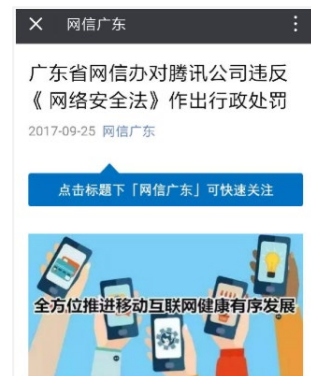 网信广东
广东省网信办对腾讯公司违反
《网络安全法》作出行政处罚
2017-09-25 网信广东
点击标题下「网信广东」可快速关注
全方位推进移动互联网健康有序发展